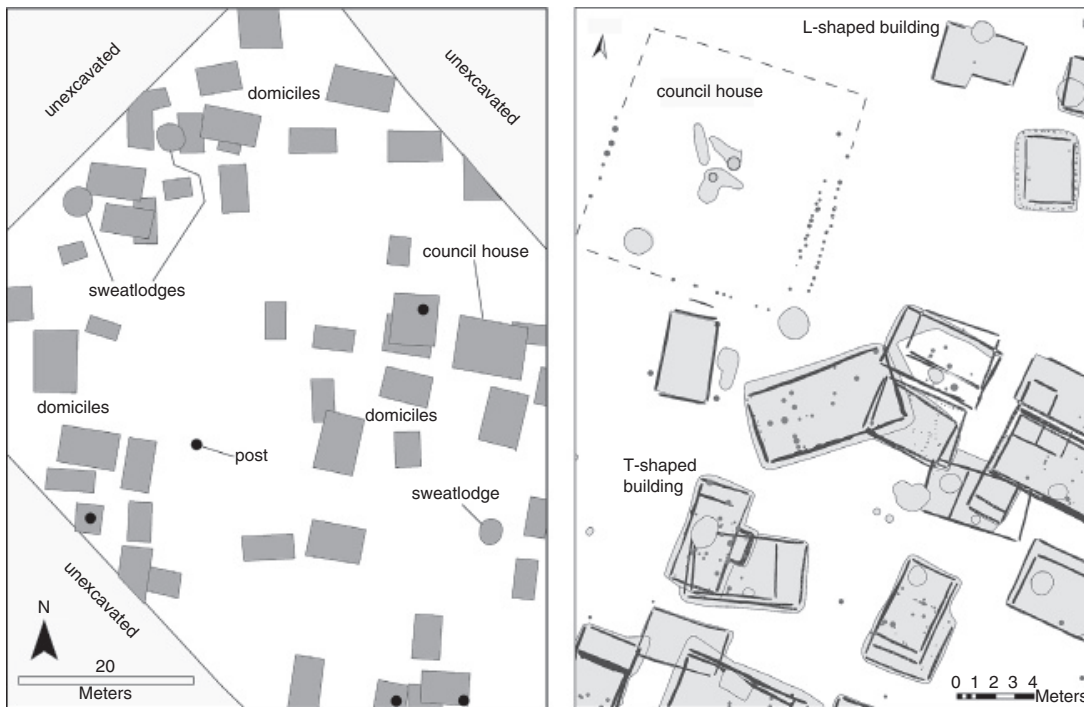 unexcavated
unexcavated
domiciles
sweatlodges
council house
domiciles
domiciles
post
sweatlodge
unexcavated
N
20
Meters
L-shaped building
council house
T-shaped
building
0 1 2 3 4
Meters